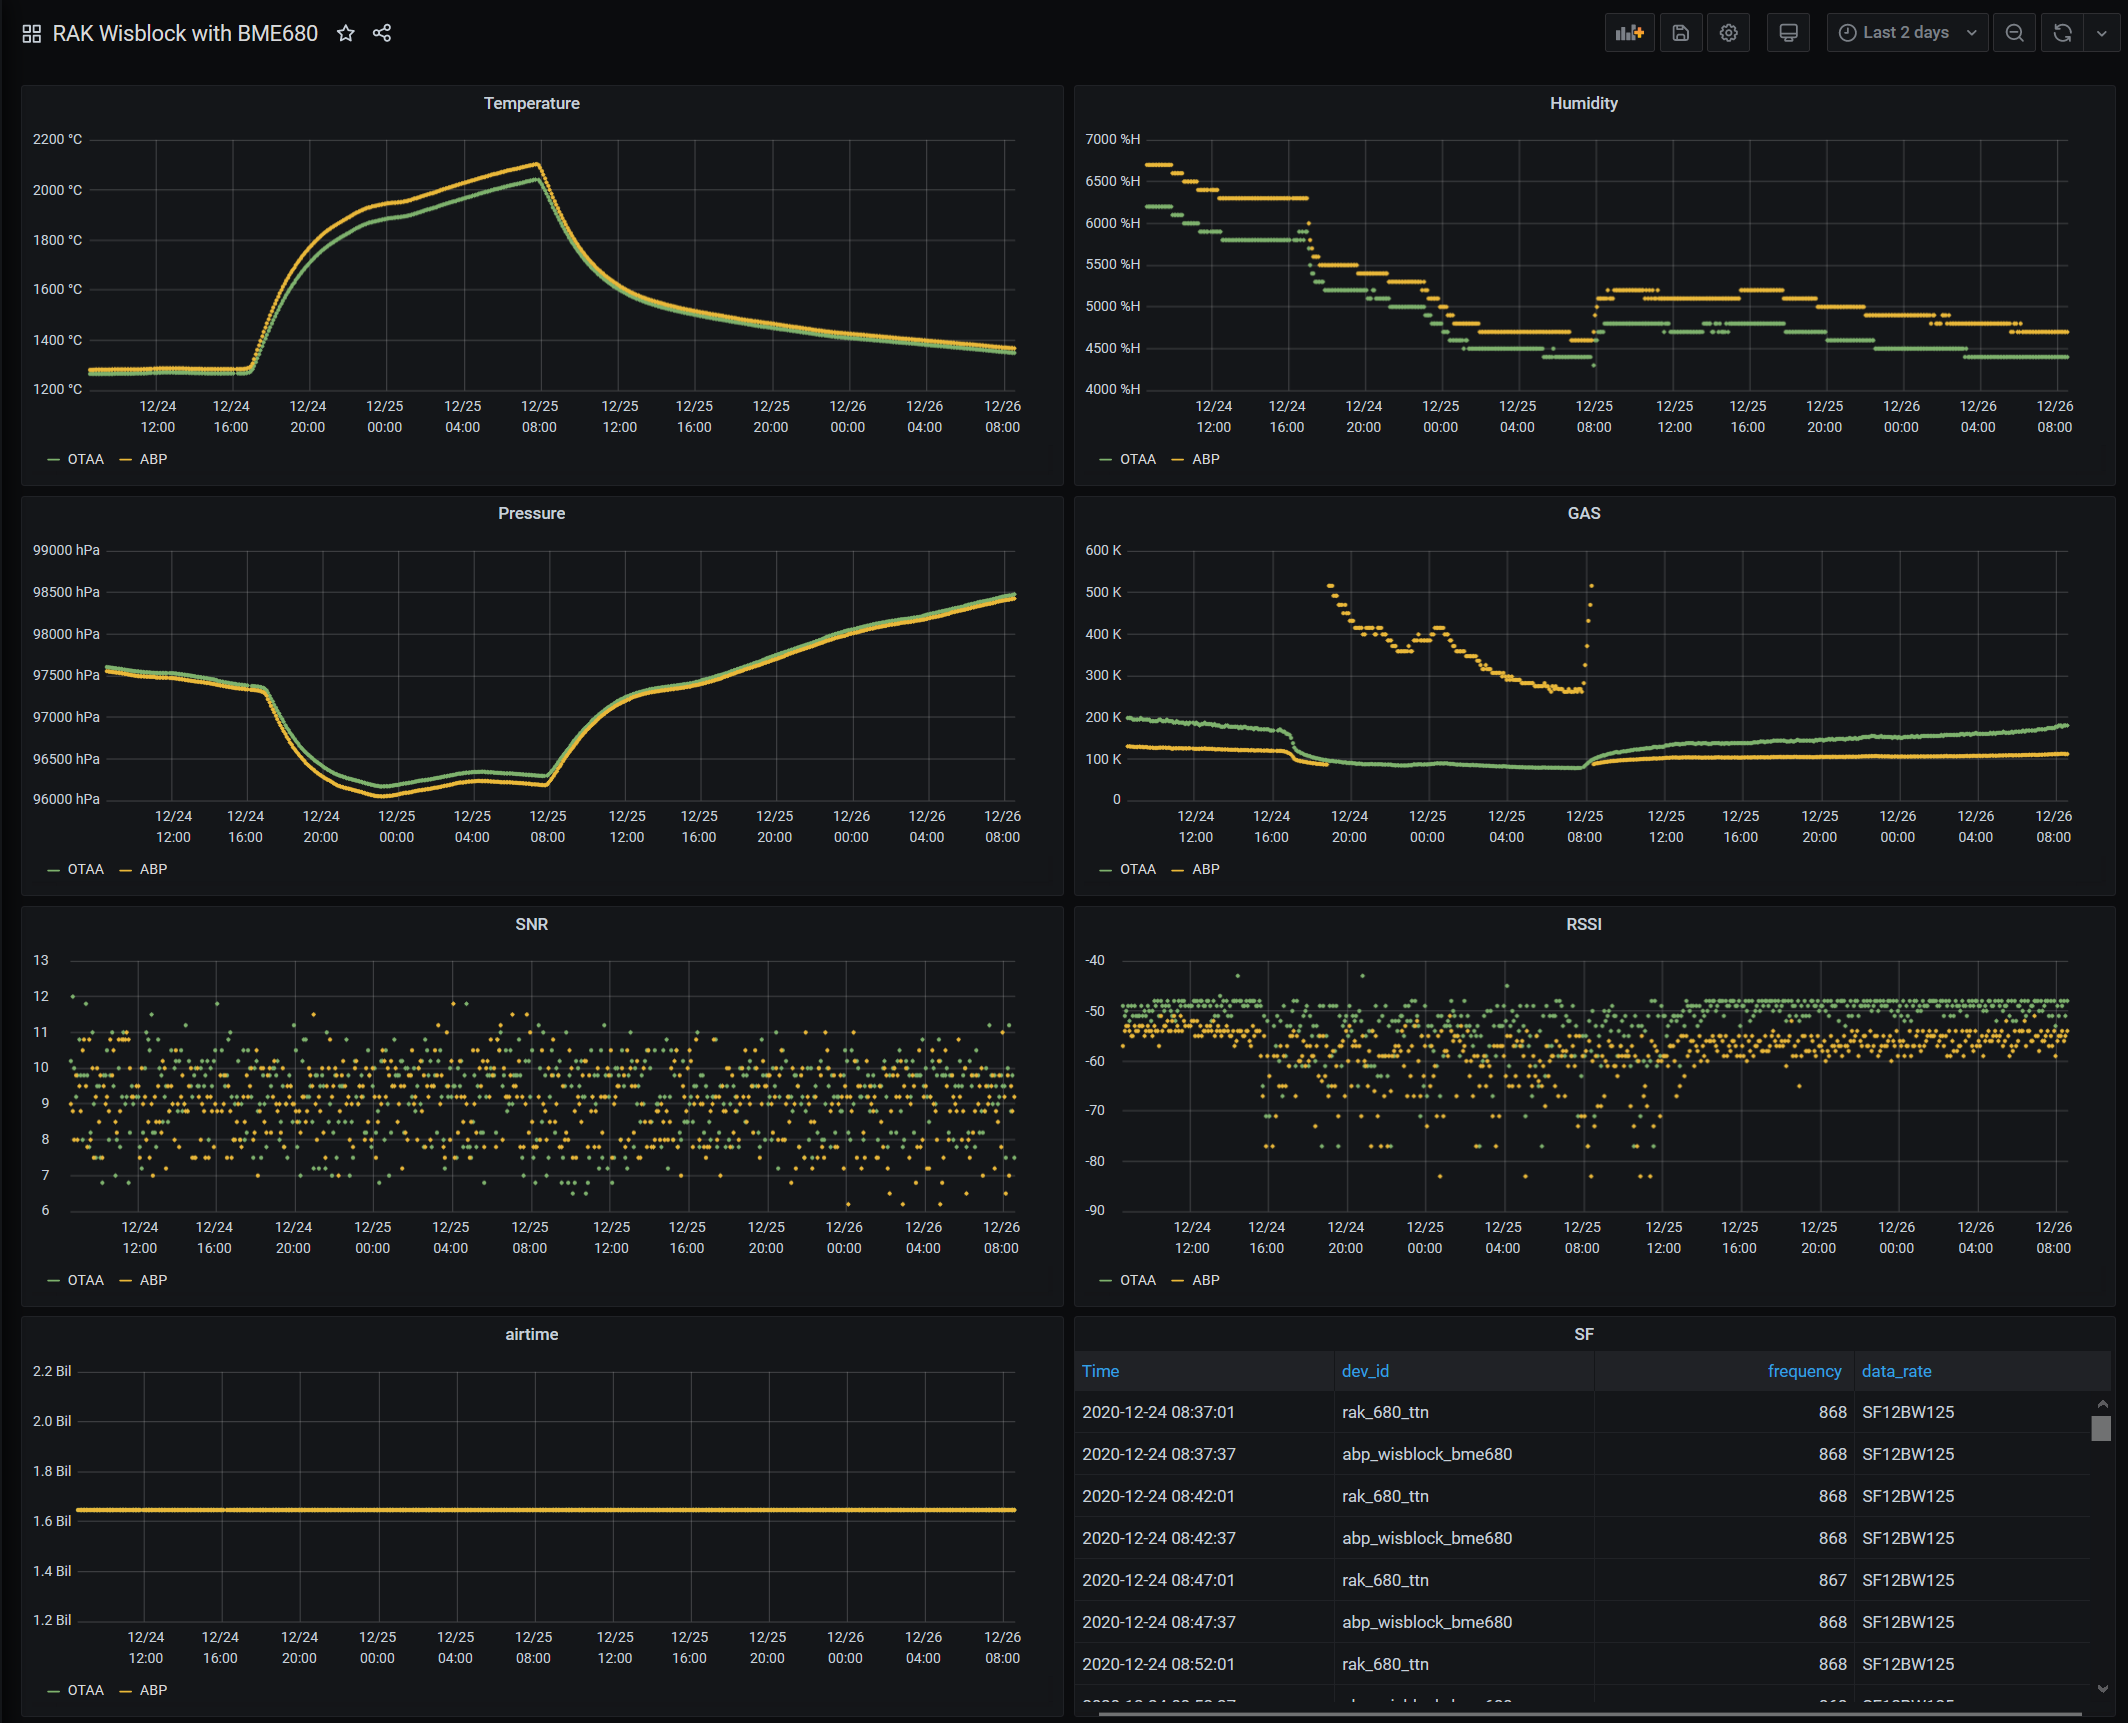 RAK Wisblock with BME680
Last 2 days
Temperature
2200 °C
2000 °C
1800 °C
1600 °C
1400 °C
1200 °C
12/24 12/24 12/24 12/25 12/25 12/25 12/25 12/25 12/25 12/26 12/26 12/26
12:00 16:00 20:00 00:00 04:00 08:00 12:00 16:00 20:00 00:00 04:00 08:00
OTAA ABP
Humidity
7000 %H
6500 %H
6000 %H
5500 %H
5000 %H
4500 %H
4000 %H
12/24 12/24 12/24 12/25 12/25 12/25 12/25 12/25 12/25 12/26 12/26 12/26
12:00 16:00 20:00 00:00 04:00 08:00 12:00 16:00 20:00 00:00 04:00 08:00
OTAA ABP
Pressure
99000 hPa
98500 hPa
98000 hPa
97500 hPa
97000 hPa
96500 hPa
96000 hPa
12/24 12/24 12/24 12/25 12/25 12/25 12/25 12/25 12/25 12/26 12/26 12/26
12:00 16:00 20:00 00:00 04:00 08:00 12:00 16:00 20:00 00:00 04:00 08:00
OTAA ABP
GAS
600 K
500 K
400 K
300 K
200 K
100 K
0
12/24 12/24 12/24 12/25 12/25 12/25 12/25 12/25 12/25 12/26 12/26 12/26
12:00 16:00 20:00 00:00 04:00 08:00 12:00 16:00 20:00 00:00 04:00 08:00
OTAA ABP
SNR
13
12
11
10
9
8
7
6
12/24 12/24 12/24 12/25 12/25 12/25 12/25 12/25 12/25 12/26 12/26 12/26
12:00 16:00 20:00 00:00 04:00 08:00 12:00 16:00 20:00 00:00 04:00 08:00
OTAA ABP
RSSI
-40
-50
-60
-70
-80
-90
12/24 12/24 12/24 12/25 12/25 12/25 12/25 12/25 12/25 12/26 12/26 12/26
12:00 16:00 20:00 00:00 04:00 08:00 12:00 16:00 20:00 00:00 04:00 08:00
OTAA ABP
airtime
2.2 Bil
2.0 Bil
1.8 Bil
1.6 Bil
1.4 Bil
1.2 Bil
12/24 12/24 12/24 12/25 12/25 12/25 12/25 12/25 12/25 12/26 12/26 12/26
12:00 16:00 20:00 00:00 04:00 08:00 12:00 16:00 20:00 00:00 04:00 08:00
OTAA ABP
SF
Time dev_id frequency data_rate
2020-12-24 08:37:01 rak_680_ttn 868 SF12BW125
2020-12-24 08:37:37 abp_wisblock_bme680 868 SF12BW125
2020-12-24 08:42:01 rak_680_ttn 868 SF12BW125
2020-12-24 08:42:37 abp_wisblock_bme680 868 SF12BW125
2020-12-24 08:47:01 rak_680_ttn 867 SF12BW125
2020-12-24 08:47:37 abp_wisblock_bme680 868 SF12BW125
2020-12-24 08:52:01 rak_680_ttn 868 SF12BW125